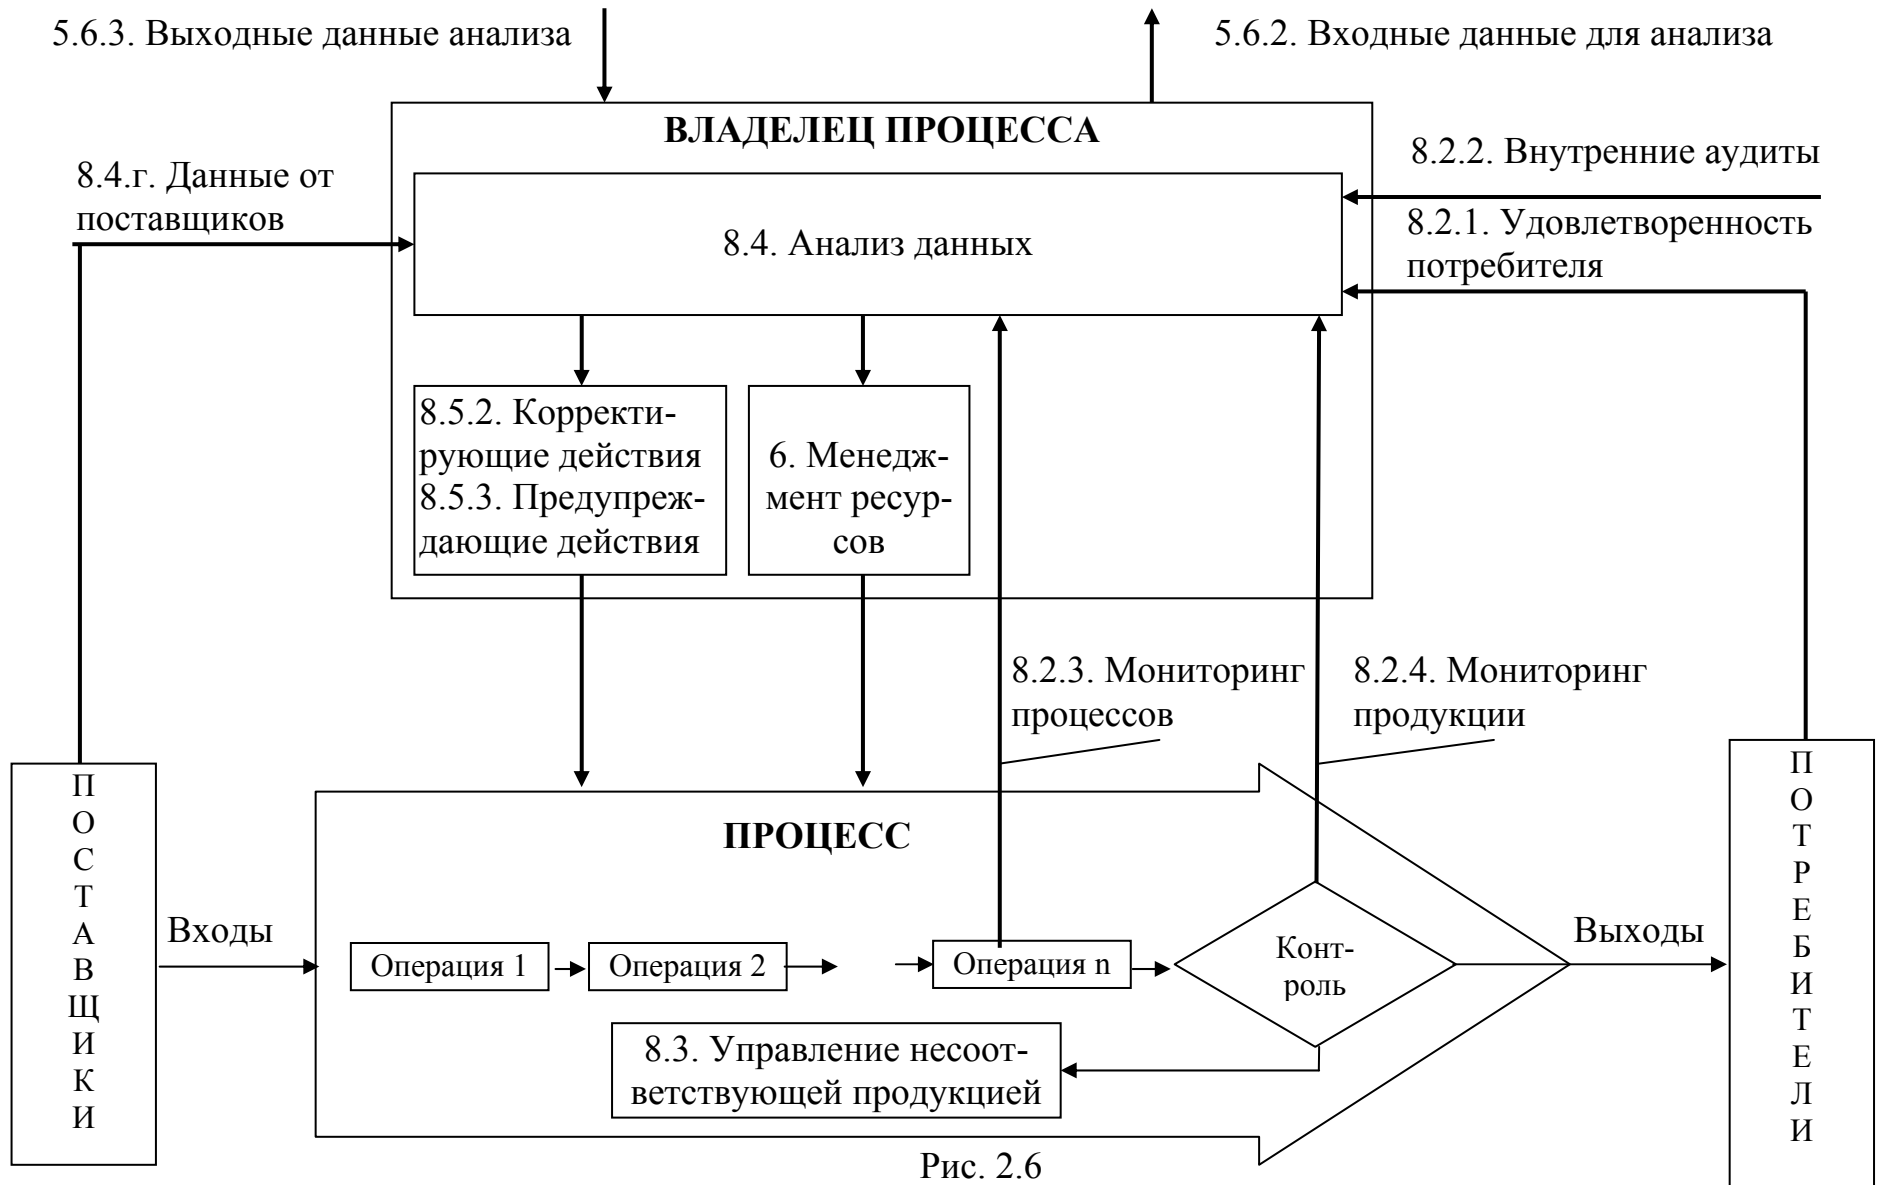 5.6.3. Выходные данные анализа
5.6.2. Входные данные для анализа
ВЛАДЕЛЕЦ ПРОЦЕССА
8.4.г. Данные от
поставщиков
8.2.2. Внутренние аудиты
8.2.1. Удовлетворенность
потребителя
8.4. Анализ данных
8.5.2. Корректи-
рующие действия
8.5.3. Предупреж-
дающие действия
6. Менедж-
мент ресур-
сов
8.2.3. Мониторинг
процессов
8.2.4. Мониторинг
продукции
ПОСТАВЩИКИ
Входы
ПРОЦЕСС
Операция 1
Операция 2
Операция n
Конт-
роль
8.3. Управление несоот-
ветствующей продукцией
Выходы
ПОТРЕБИТЕЛИ
Рис. 2.6